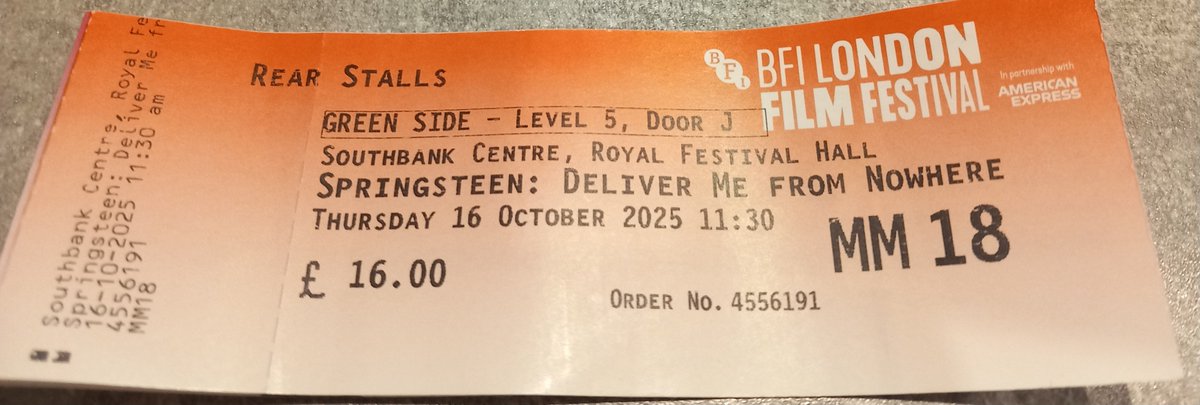 Southbank Centre, Royal Fe
Springsteen: Deliver Me fr
16-10-2025 11:30 am
4556191
MM18
REAR STALLS
BFI
BFI LONDON
FILM FESTIVAL
In partnership with
AMERICAN
EXPRESS
GREEN SIDE - LEVEL 5, DOOR J
SOUTHBANK CENTRE, ROYAL FESTIVAL HALL
SPRINGSTEEN: DELIVER ME FROM NOWHERE
THURSDAY 16 OCTOBER 2025 11:30
MM 18
£ 16.00
ORDER NO. 4556191